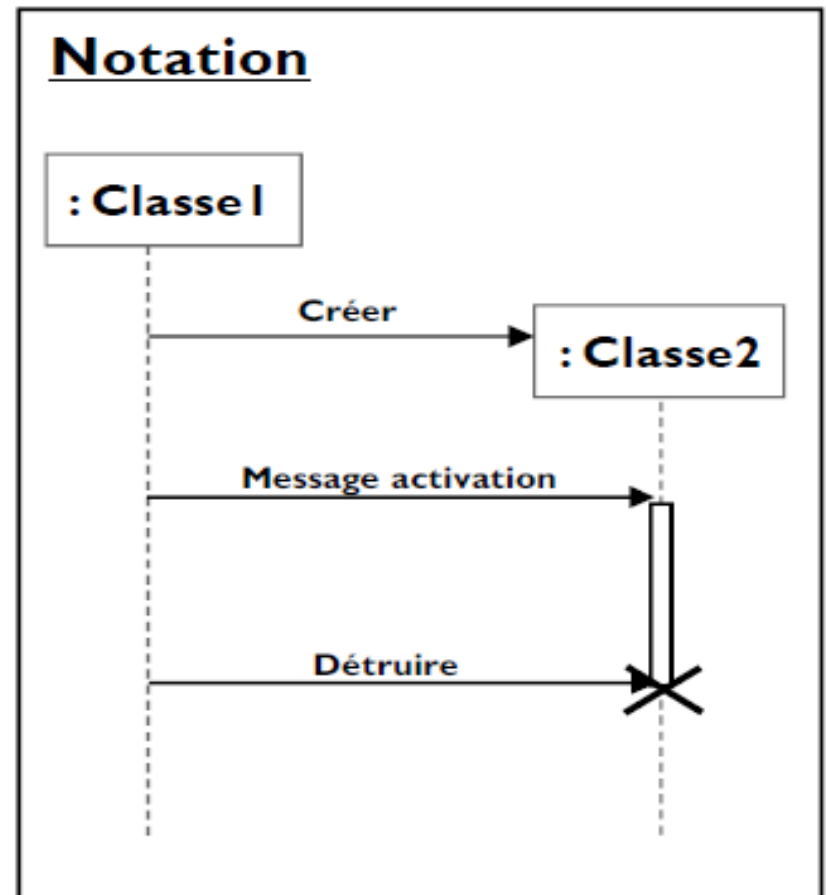 Notation
: Classe1
Créer
: Classe2
Message activation
Détruire